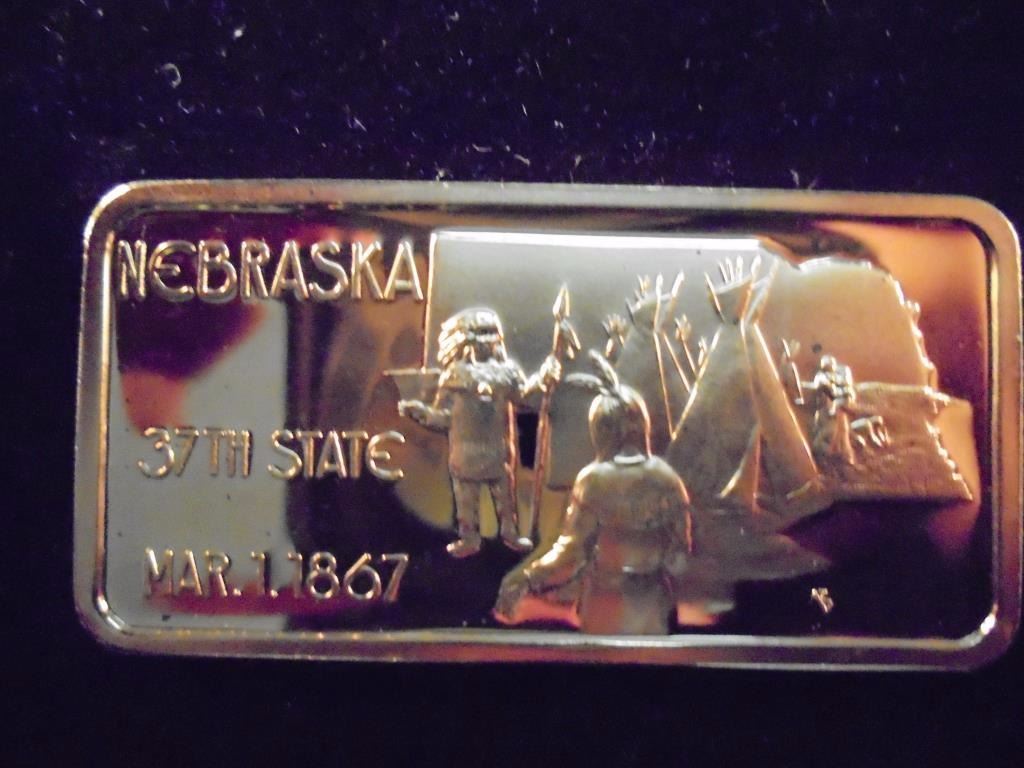 NEBRASKA
37TH STATE
MAR.1.1867